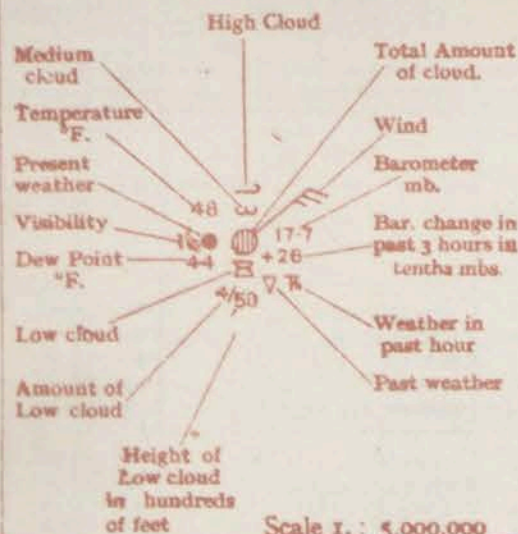 High Cloud
Medium
cloud
Total Amount
of cloud.
Temperature
°F.
Wind
Present
weather
Barometer
mb.
48
Visibility
16
17·7
Bar. change in
past 3 hours in
tenths mbs.
Dew Point
°F.
44
+26
4/50
Low cloud
Weather in
past hour
Amount of
Low cloud
Past weather
Height of
Low cloud
in hundreds
of feet
Scale 1. : 5,000,000